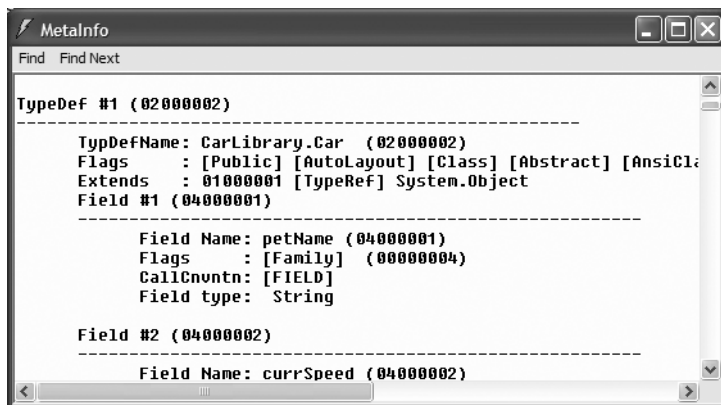 MetaInfo
Find Find Next
TypeDef #1 (02000002)
-------------------------------------------------------
TypDefName: CarLibrary.Car (02000002)
Flags : [Public] [AutoLayout] [Class] [Abstract] [AnsiCla
Extends : 01000001 [TypeRef] System.Object
Field #1 (04000001)
-------------------------------------------------------
Field Name: petName (04000001)
Flags : [Family] (00000004)
CallCnvntn: [FIELD]
Field type: String
Field #2 (04000002)
-------------------------------------------------------
Field Name: currSpeed (04000002)